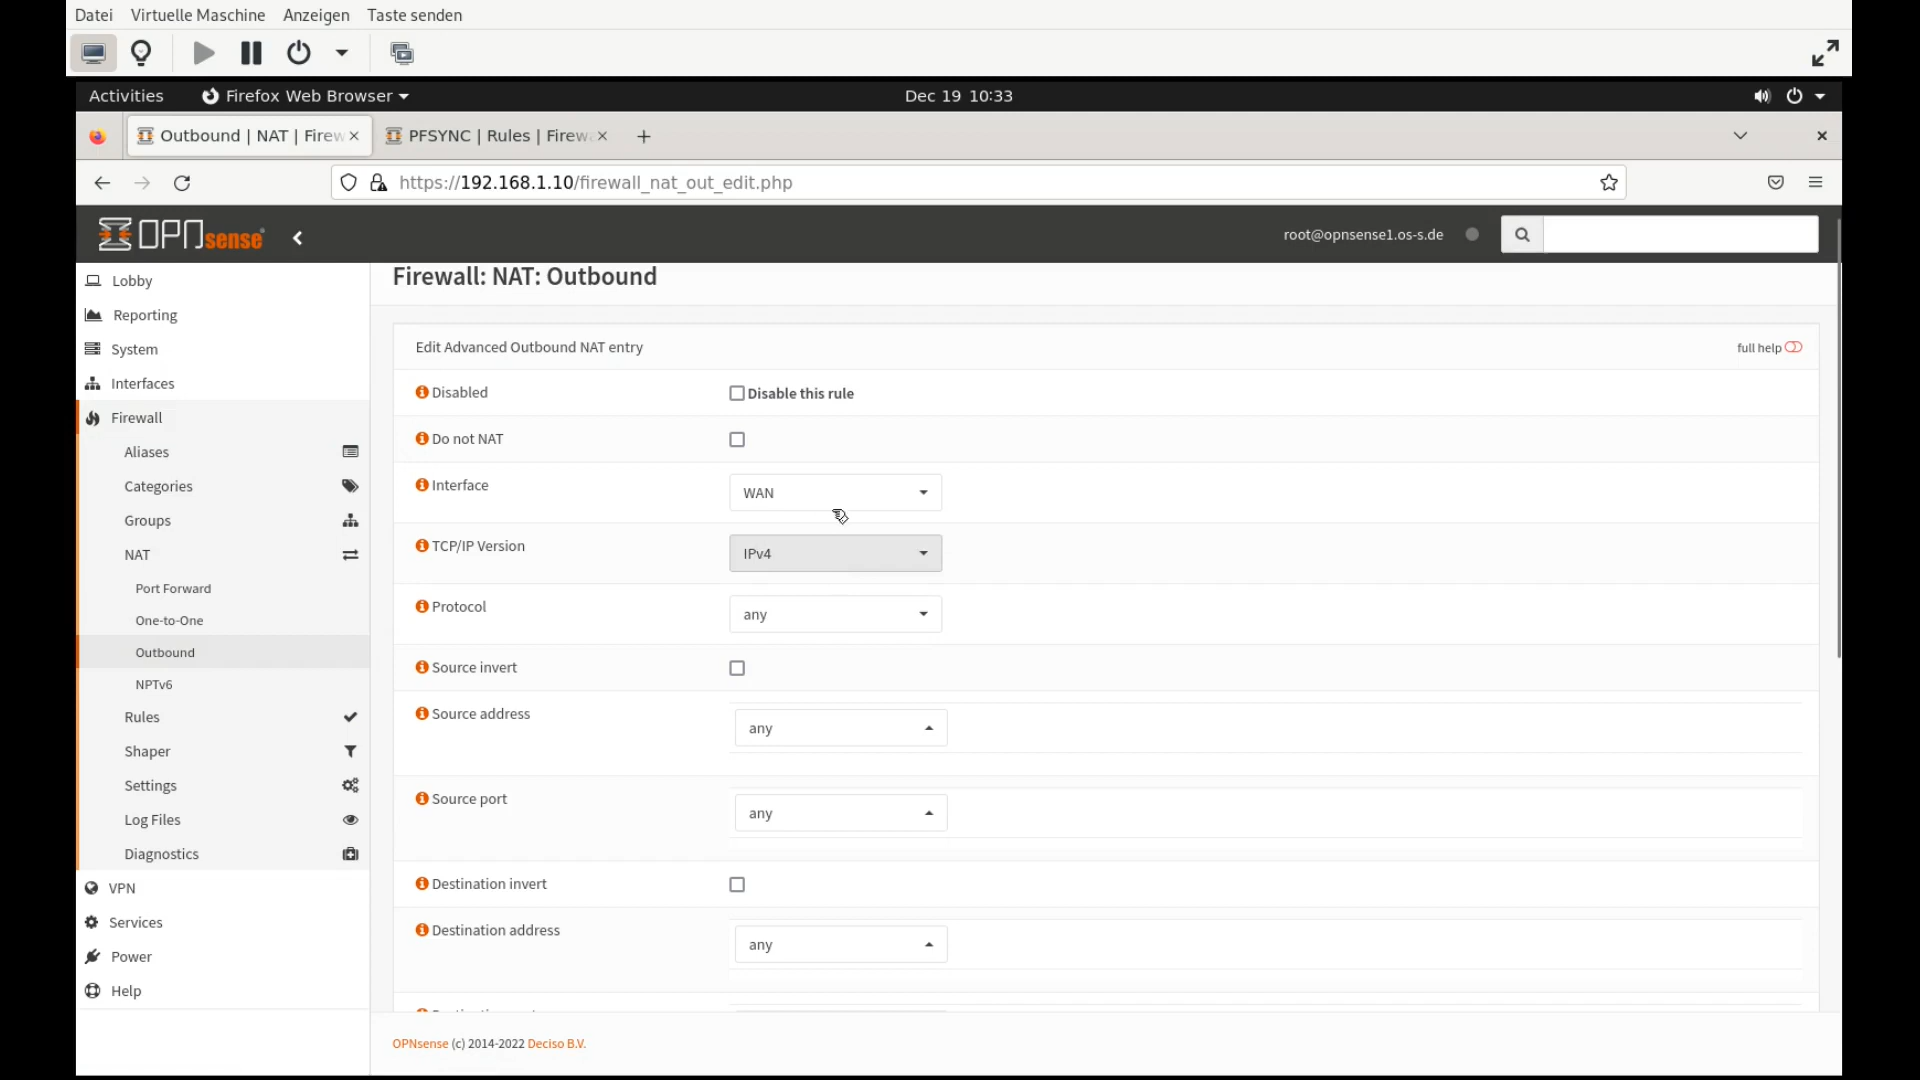 Datei Virtuelle Maschine Anzeigen Taste senden
Activities Firefox Web Browser Dec 19 10:33
Outbound | NAT | Firew PFSYNC | Rules | Firew
https://192.168.1.10/firewall_nat_out_edit.php
OPNsense root@opnsense1.os-s.de
Lobby
Reporting
System
Interfaces
Firewall
Aliases
Categories
Groups
NAT
Port Forward
One-to-One
Outbound
NPTv6
Rules
Shaper
Settings
Log Files
Diagnostics
VPN
Services
Power
Help
Firewall: NAT: Outbound
Edit Advanced Outbound NAT entry full help
Disabled Disable this rule
Do not NAT
Interface WAN
TCP/IP Version IPv4
Protocol any
Source invert
Source address any
Source port any
Destination invert
Destination address any
OPNsense (c) 2014-2022 Deciso B.V.